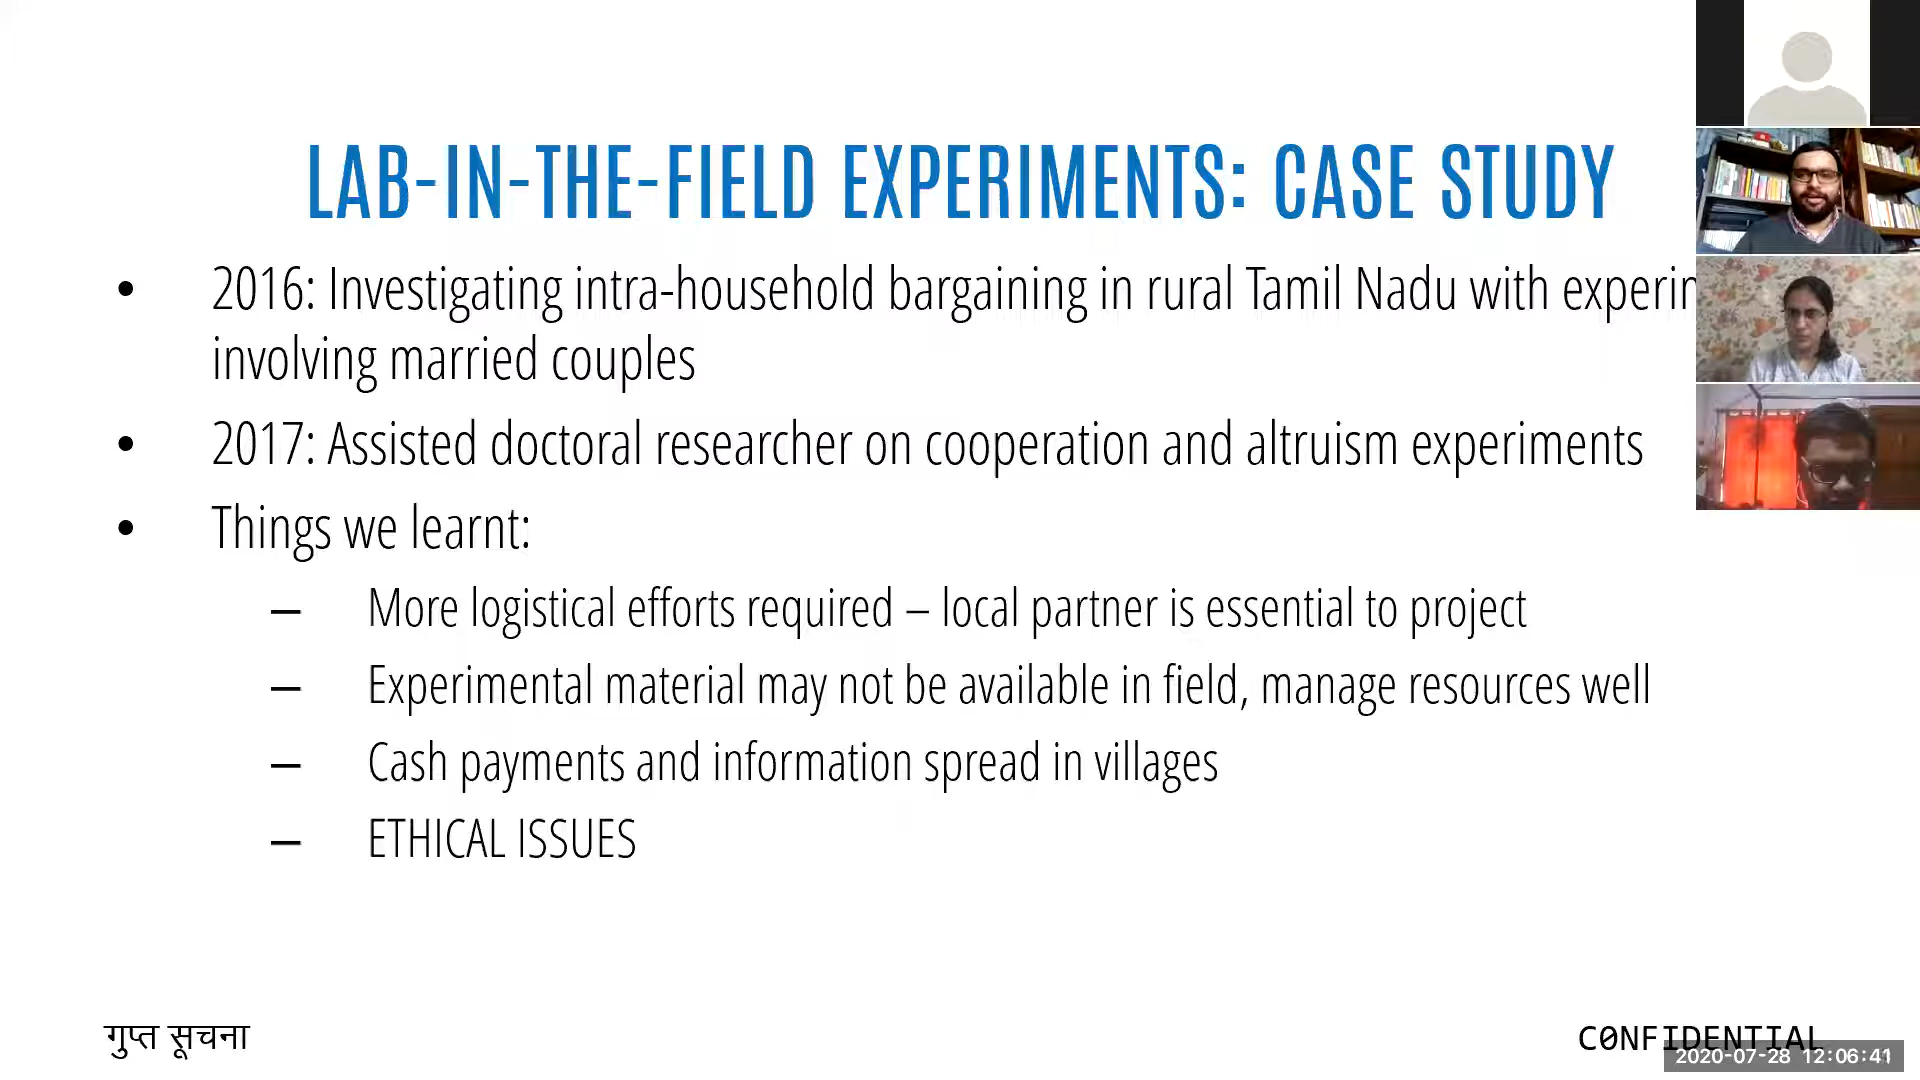 LAB-IN-THE-FIELD EXPERIMENTS: CASE STUDY
• 2016: Investigating intra-household bargaining in rural Tamil Nadu with
involving married couples
• 2017: Assisted doctoral researcher on cooperation and altruism experiments
• Things we learnt:
– More logistical efforts required – local partner is essential to project
– Experimental material may not be available in field, manage resources well
– Cash payments and information spread in villages
– ETHICAL ISSUES
गुप्त सूचना
CONFIDENTIAL
2020-07-28 12:06:41